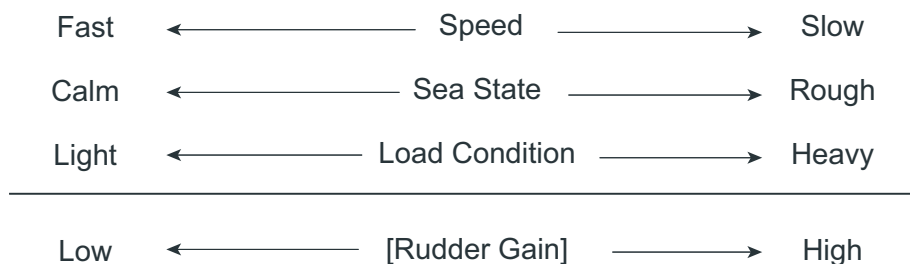 Fast Speed Slow
Calm Sea State Rough
Light Load Condition Heavy
Low [Rudder Gain] High